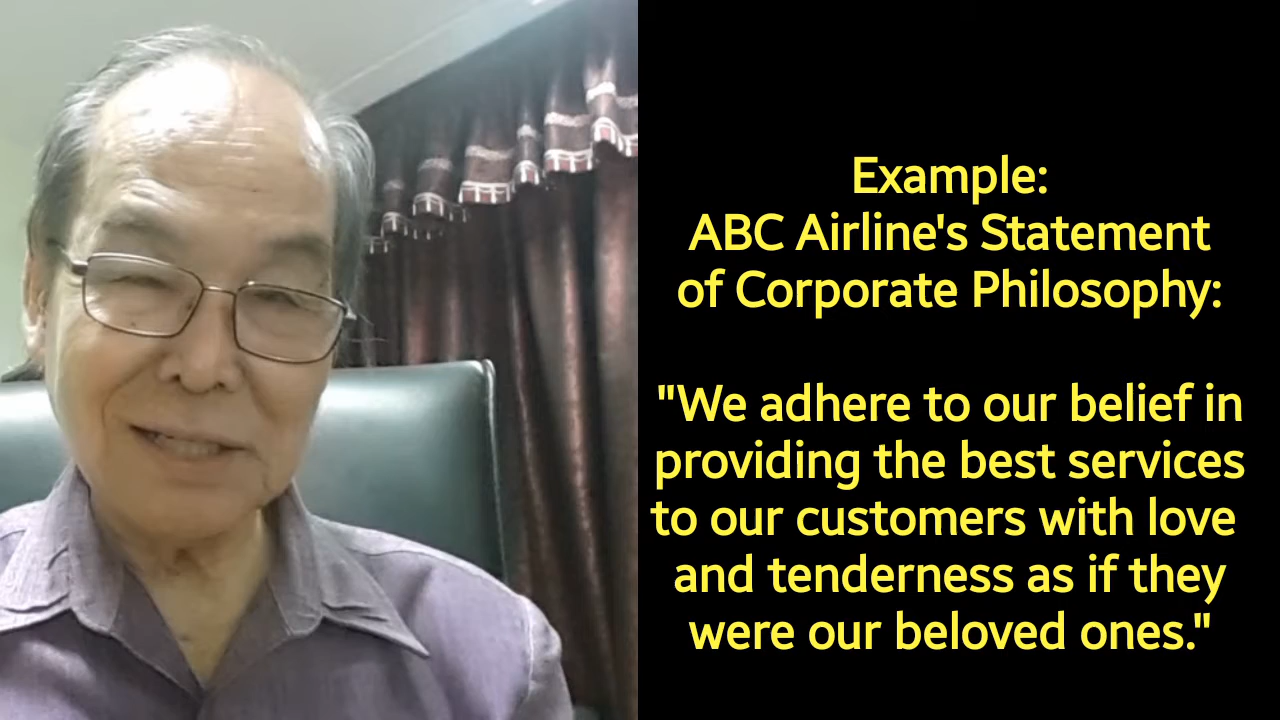 Example:
ABC Airline's Statement
of Corporate Philosophy:
"We adhere to our belief in
providing the best services
to our customers with love
and tenderness as if they
were our beloved ones."